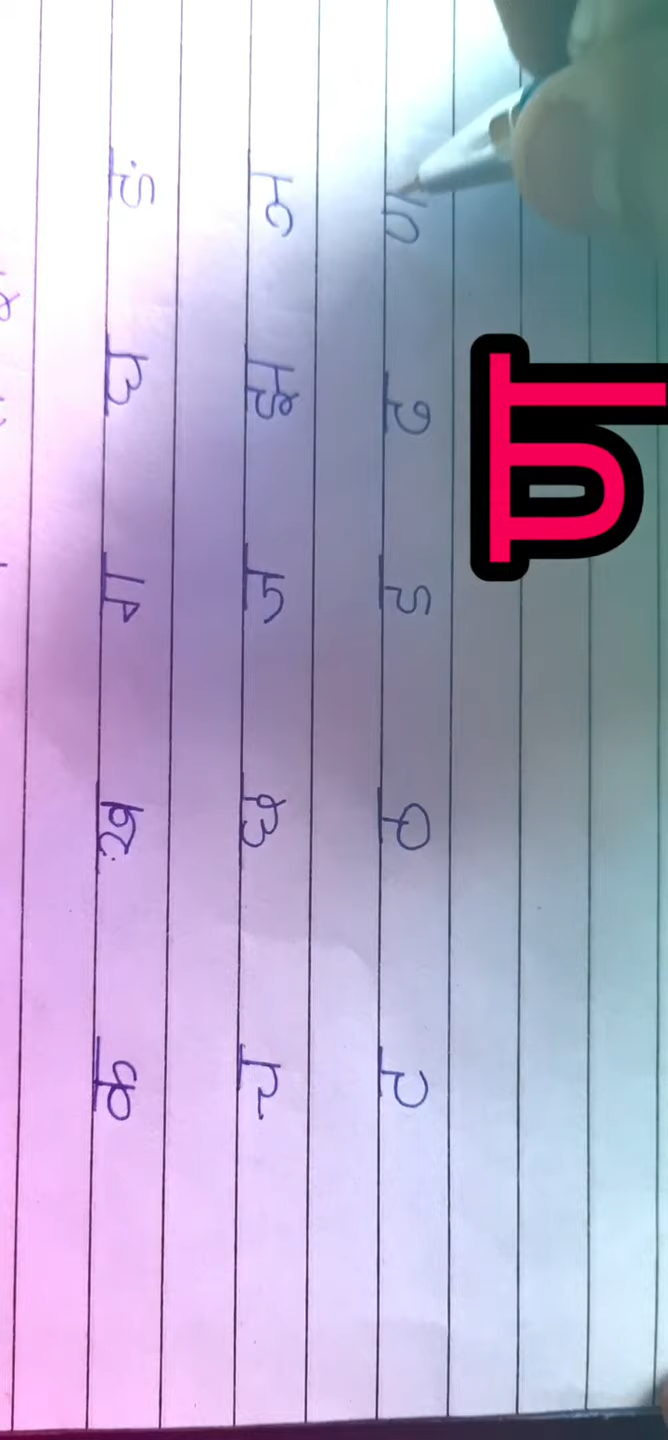 क ख ग घ ङ
च छ ज झ ञ
ट ठ ड ढ ण
ण